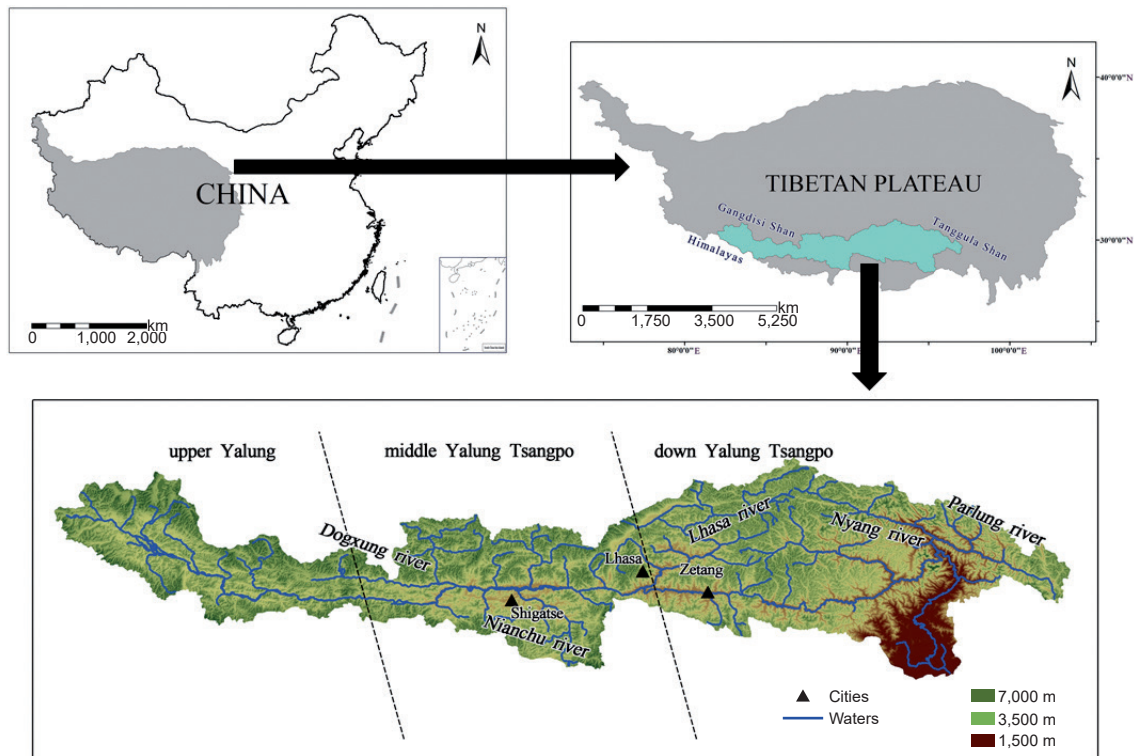 N
CHINA
0
1,000
2,000
km
N
40°0'0"N
TIBETAN PLATEAU
Gangdisi Shan
Tanggula Shan
Himalayas
30°0'0"N
0
1,750
3,500
5,250
km
80°0'0"E
90°0'0"E
100°0'0"E
upper Yalung
middle Yalung Tsangpo
down Yalung Tsangpo
Dogxung river
Lhasa river
Nyang river
Parlung river
Lhasa
Zetang
Shigatse
Nianchu river
Cities
Waters
7,000 m
3,500 m
1,500 m